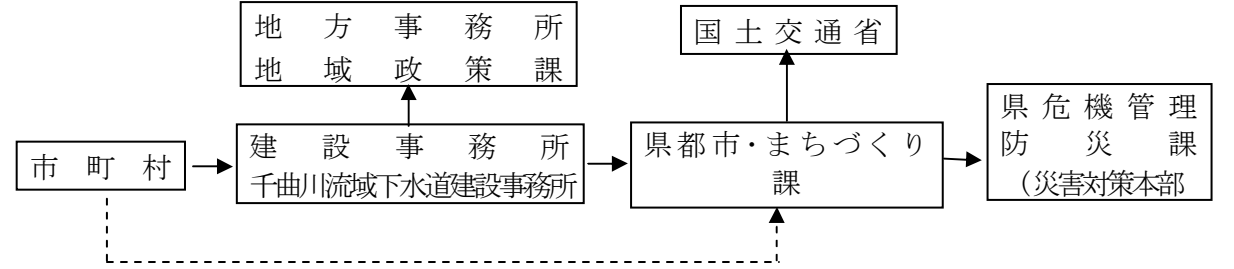 地方事務所
地域政策課
国土交通省
市町村
建設事務所
千曲川流域下水道建設事務所
県都市・まちづくり
課
県危機管理
防災課
（災害対策本部